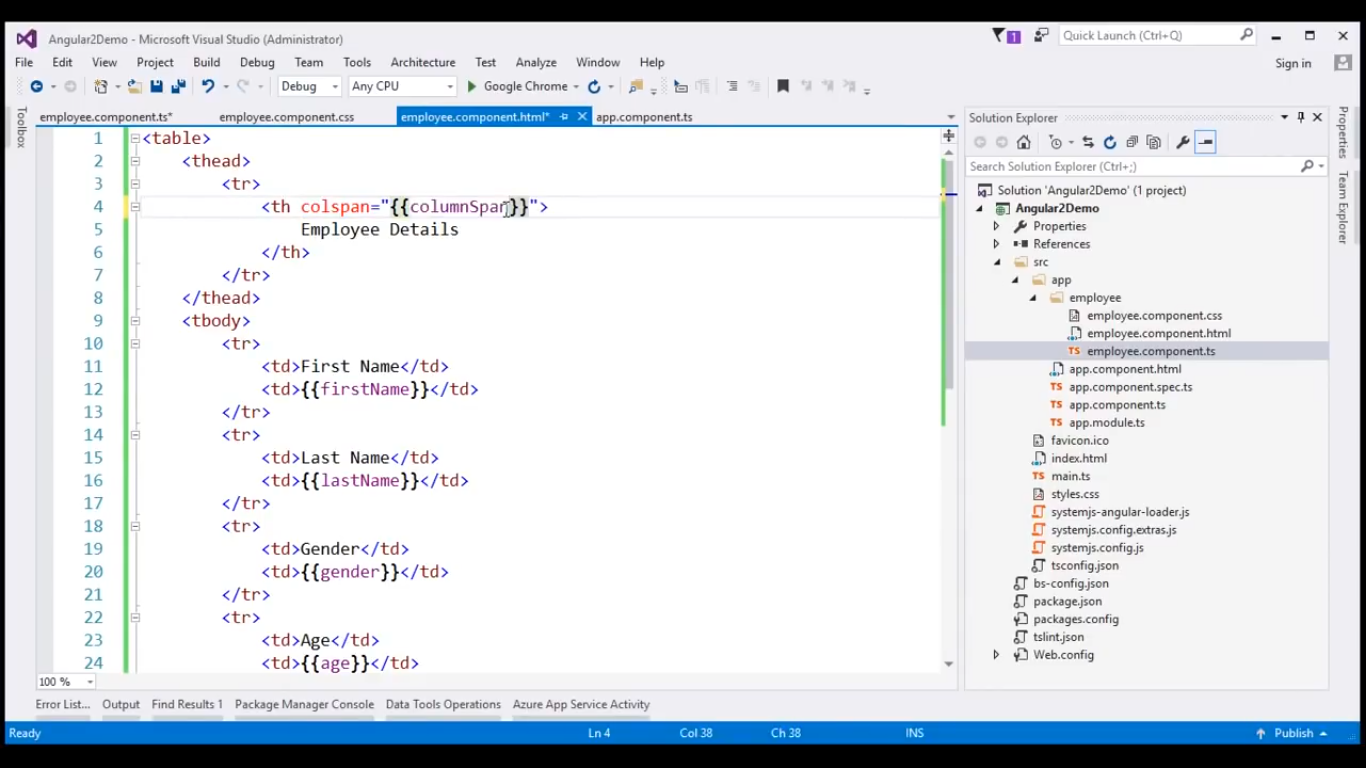 Angular2Demo - Microsoft Visual Studio (Administrator)
1
Quick Launch (Ctrl+Q)
File Edit View Project Build Debug Team Tools Architecture Test Analyze Window Help
Sign in
Debug Any CPU Google Chrome
Toolbox
employee.component.ts* employee.component.css employee.component.html* app.component.ts
1 <table>
2 <thead>
3 <tr>
4 <th colspan="{{columnSpan}}">
5 Employee Details
6 </th>
7 </tr>
8 </thead>
9 <tbody>
10 <tr>
11 <td>First Name</td>
12 <td>{{firstName}}</td>
13 </tr>
14 <tr>
15 <td>Last Name</td>
16 <td>{{lastName}}</td>
17 </tr>
18 <tr>
19 <td>Gender</td>
20 <td>{{gender}}</td>
21 </tr>
22 <tr>
23 <td>Age</td>
24 <td>{{age}}</td>
100 %
Solution Explorer
Search Solution Explorer (Ctrl+;)
Solution 'Angular2Demo' (1 project)
Angular2Demo
Properties
References
src
app
employee
employee.component.css
employee.component.html
employee.component.ts
app.component.html
app.component.spec.ts
app.component.ts
app.module.ts
favicon.ico
index.html
main.ts
styles.css
systemjs-angular-loader.js
systemjs.config.extras.js
systemjs.config.js
tsconfig.json
bs-config.json
package.json
packages.config
tslint.json
Web.config
Properties
Team Explorer
Error List... Output Find Results 1 Package Manager Console Data Tools Operations Azure App Service Activity
Ready Ln 4 Col 38 Ch 38 INS Publish